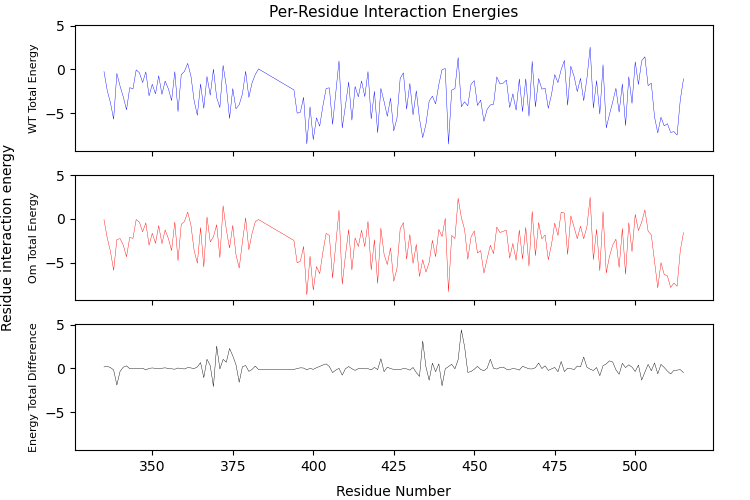 Per-Residue Interaction Energies
Residue interaction energy
WT Total Energy
5
0
−5
Om Total Energy
5
0
−5
Energy Total Difference
5
0
−5
350 375 400 425 450 475 500
Residue Number